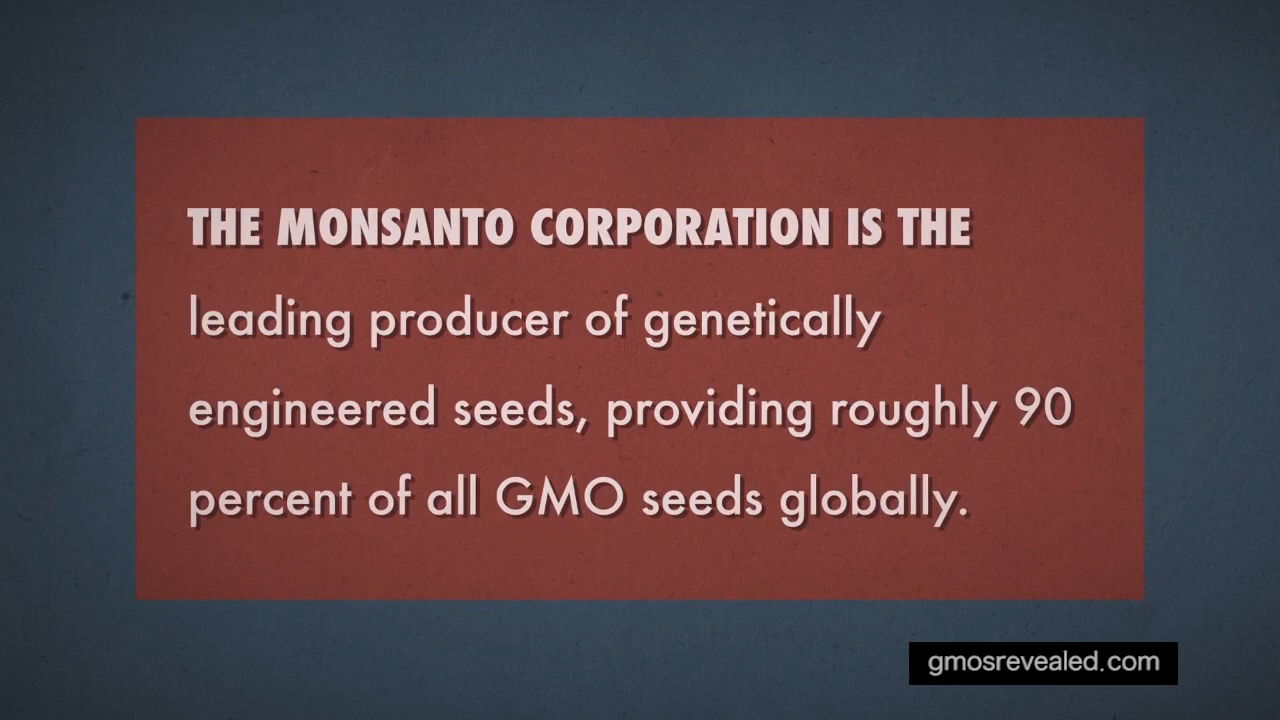 THE MONSANTO CORPORATION IS THE
leading producer of genetically
engineered seeds, providing roughly 90
percent of all GMO seeds globally.
gmosrevealed.com